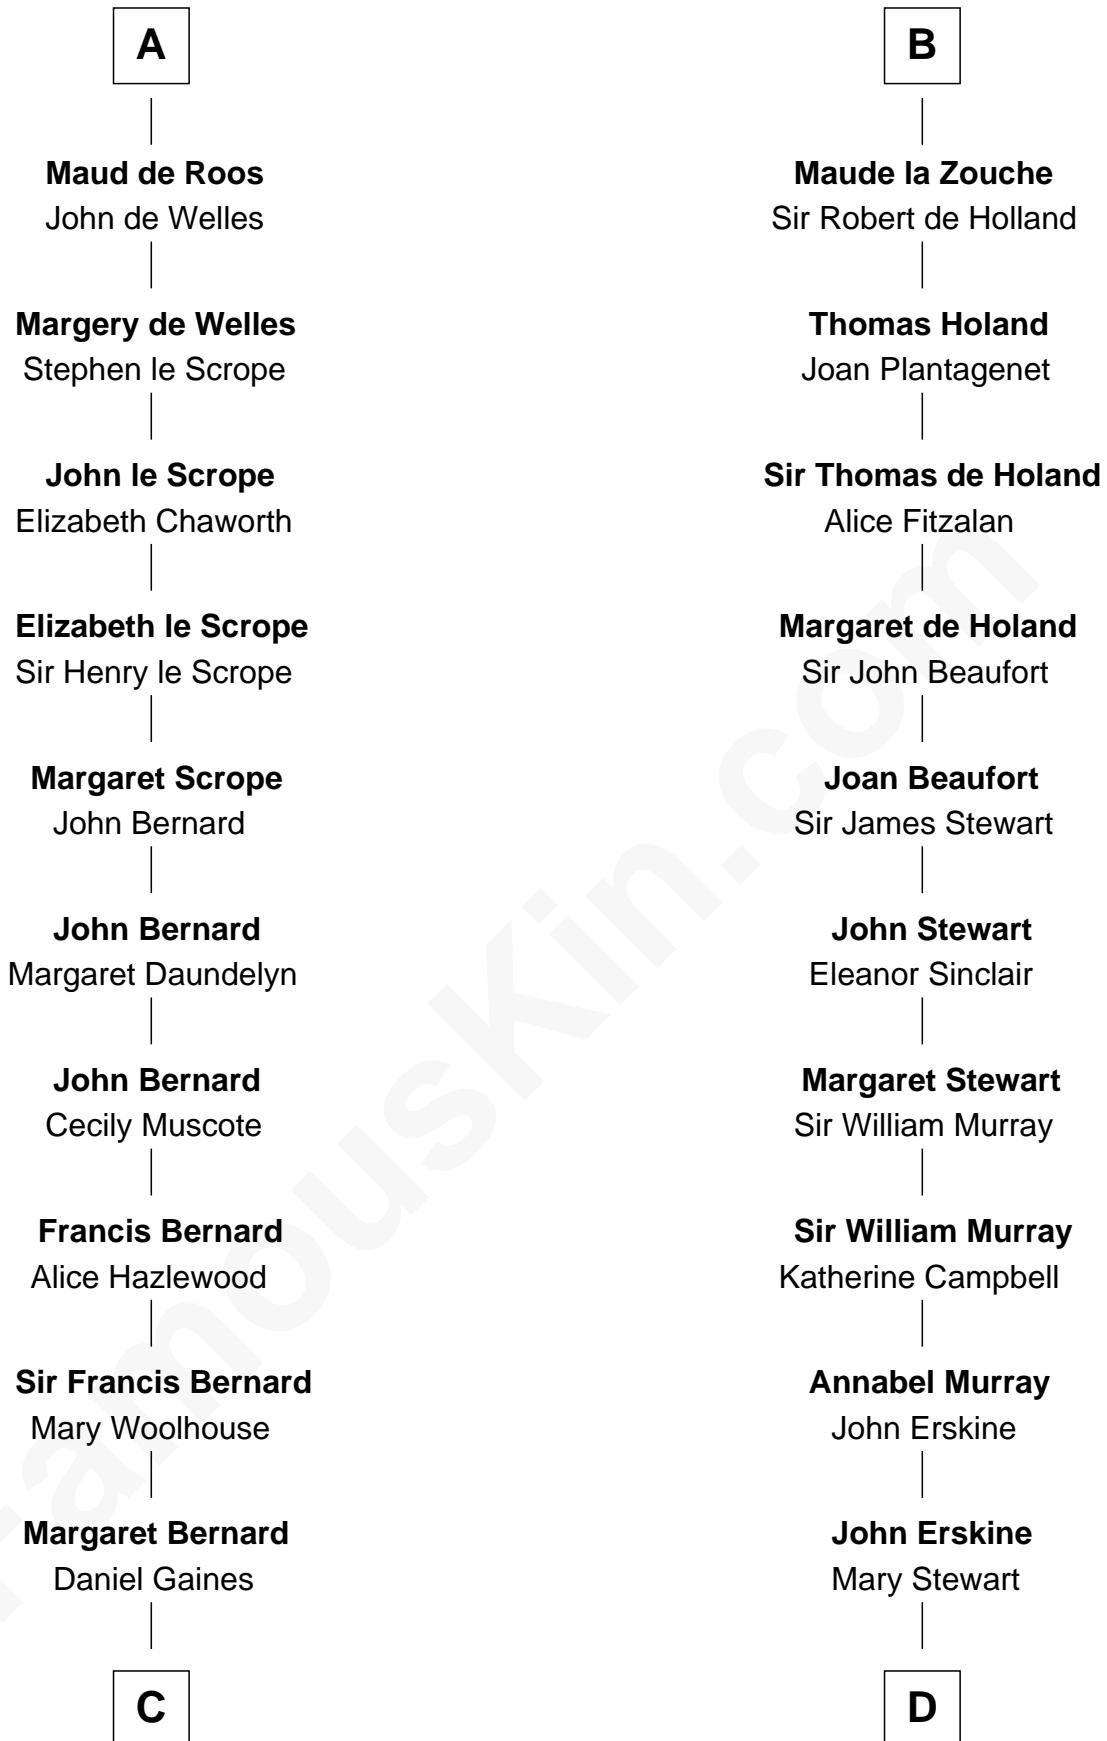 A
Maud de Roos
John de Welles
Margery de Welles
Stephen le Scrope
John le Scrope
Elizabeth Chaworth
Elizabeth le Scrope
Sir Henry le Scrope
Margaret Scrope
John Bernard
John Bernard
Margaret Daundelyn
John Bernard
Cecily Muscote
Francis Bernard
Alice Hazlewood
Sir Francis Bernard
Mary Woolhouse
Margaret Bernard
Daniel Gaines
C
B
Maude la Zouche
Sir Robert de Holland
Thomas Holand
Joan Plantagenet
Sir Thomas de Holand
Alice Fitzalan
Margaret de Holand
Sir John Beaufort
Joan Beaufort
Sir James Stewart
John Stewart
Eleanor Sinclair
Margaret Stewart
Sir William Murray
Sir William Murray
Katherine Campbell
Annabel Murray
John Erskine
John Erskine
Mary Stewart
D
FamousKin.com